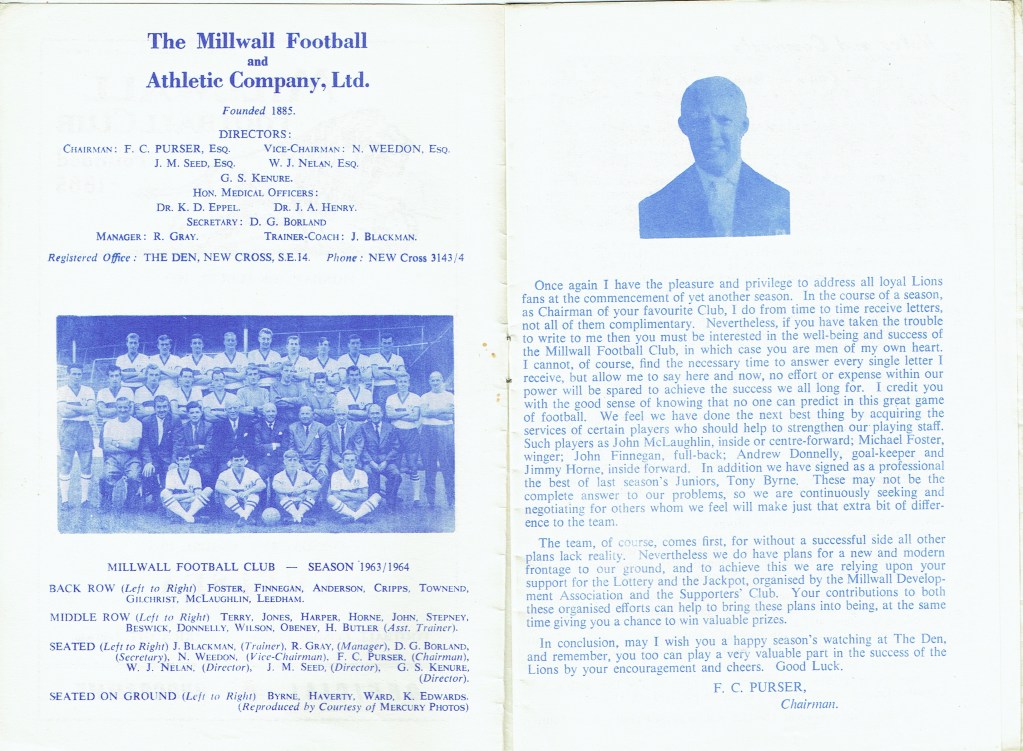 The Millwall Football
and
Athletic Company, Ltd.
Founded 1885.
DIRECTORS:
CHAIRMAN: F. C. PURSER, ESQ. VICE-CHAIRMAN: N. WEEDON, ESQ.
J. M. SEED, ESQ. W. J. NELAN, ESQ.
G. S. KENURE.
HON. MEDICAL OFFICERS:
DR. K. D. EPPEL. DR. J. A. HENRY.
SECRETARY: D. G. BORLAND
MANAGER: R. GRAY. TRAINER-COACH: J. BLACKMAN.
Registered Office: THE DEN, NEW CROSS, S.E.14. Phone: NEW Cross 3143/4
MILLWALL FOOTBALL CLUB — SEASON 1963/1964
BACK ROW (Left to Right) FOSTER, FINNEGAN, ANDERSON, CRIPPS, TOWNEND,
GILCHRIST, MCLAUGHLIN, LEEDHAM.
MIDDLE ROW (Left to Right) TERRY, JONES, HARPER, HORNE, JOHN, STEPNEY,
BESWICK, DONNELLY, WILSON, OBENEY, H. BUTLER (Asst. Trainer).
SEATED (Left to Right) J. BLACKMAN, (Trainer), R. GRAY, (Manager), D. G. BORLAND,
(Secretary), N. WEEDON, (Vice-Chairman), F. C. PURSER, (Chairman),
W. J. NELAN, (Director), J. M. SEED, (Director), G. S. KENURE,
(Director).
SEATED ON GROUND (Left to Right) BYRNE, HAVERTY, WARD, K. EDWARDS.
(Reproduced by Courtesy of MERCURY PHOTOS)
Once again I have the pleasure and privilege to address all loyal Lions
fans at the commencement of yet another season. In the course of a season,
as Chairman of your favourite Club, I do from time to time receive letters,
not all of them complimentary. Nevertheless, if you have taken the trouble
to write to me then you must be interested in the well-being and success of
the Millwall Football Club, in which case you are men of my own heart.
I cannot, of course, find the necessary time to answer every single letter I
receive, but allow me to say here and now, no effort or expense within our
power will be spared to achieve the success we all long for. I credit you
with the good sense of knowing that no one can predict in this great game
of football. We feel we have done the next best thing by acquiring the
services of certain players who should help to strengthen our playing staff.
Such players as John McLaughlin, inside or centre-forward; Michael Foster,
winger; John Finnegan, full-back; Andrew Donnelly, goal-keeper and
Jimmy Horne, inside forward. In addition we have signed as a professional
the best of last season's Juniors, Tony Byrne. These may not be the
complete answer to our problems, so we are continuously seeking and
negotiating for others whom we feel will make just that extra bit of differ-
ence to the team.
The team, of course, comes first, for without a successful side all other
plans lack reality. Nevertheless we do have plans for a new and modern
frontage to our ground, and to achieve this we are relying upon your
support for the Lottery and the Jackpot, organised by the Millwall Develop-
ment Association and the Supporters' Club. Your contributions to both
these organised efforts can help to bring these plans into being, at the same
time giving you a chance to win valuable prizes.
In conclusion, may I wish you a happy season's watching at The Den,
and remember, you too can play a very valuable part in the success of the
Lions by your encouragement and cheers. Good Luck.
F. C. PURSER,
Chairman.